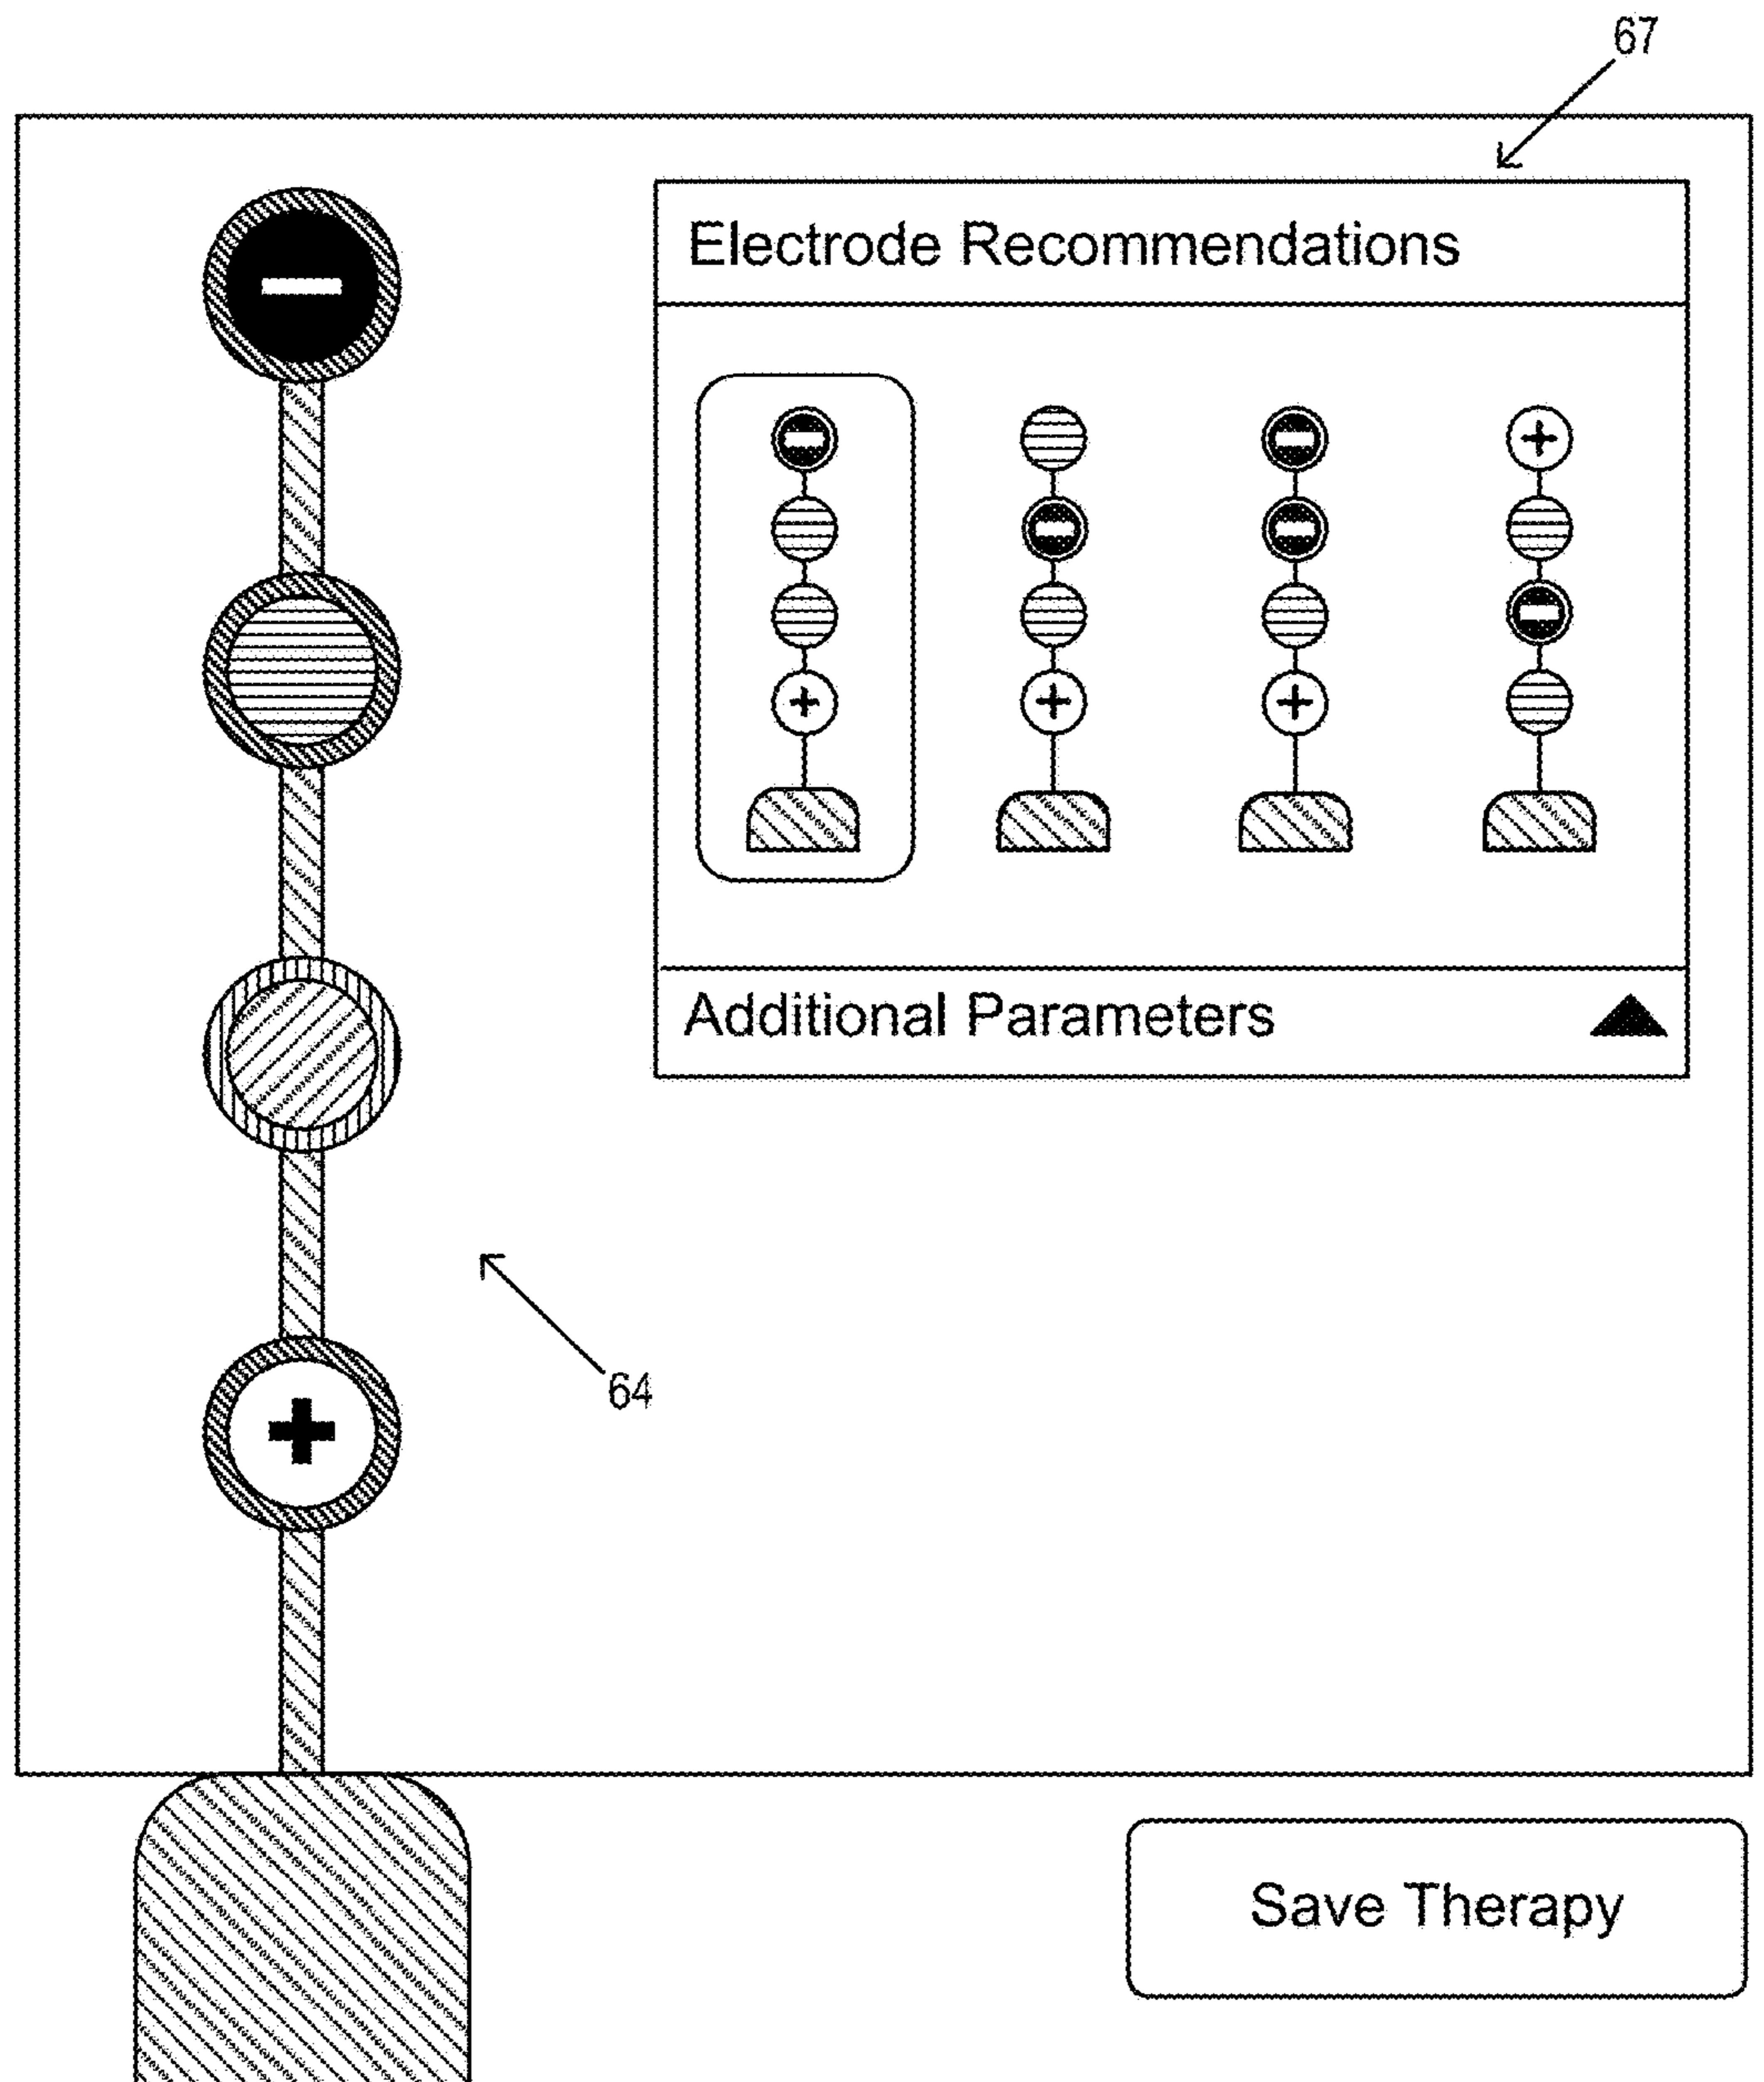 67
Electrode Recommendations
Additional Parameters
64
Save Therapy